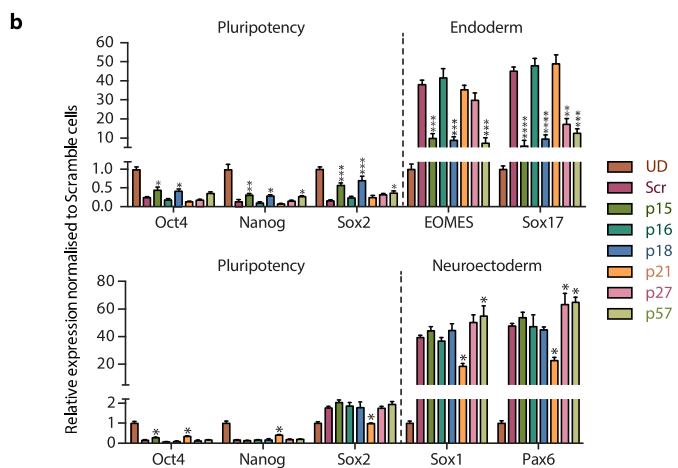 b
Pluripotency
Endoderm
60
50
40
30
20
10
1.0
0.5
0.0
***
***
***
****
****
**
***
*
*
**
*
*
***
***
*
Oct4
Nanog
Sox2
EOMES
Sox17
Relative expression normalised to Scramble cells
UD
Scr
p15
p16
p18
p21
p27
p57
Pluripotency
Neuroectoderm
80
60
40
20
2
1
0
*
*
*
*
*
*
*
*
*
Oct4
Nanog
Sox2
Sox1
Pax6